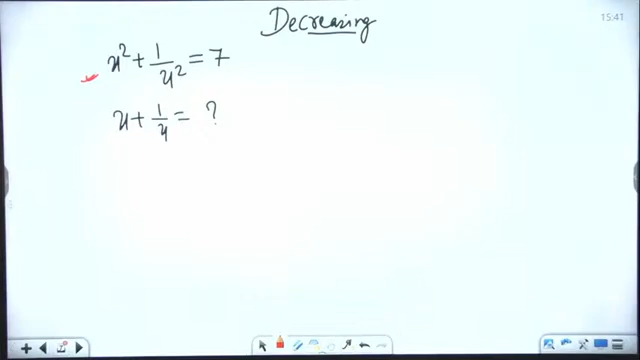 Decreasing
15:41
x² + 1/x² = 7
x + 1/x = ?